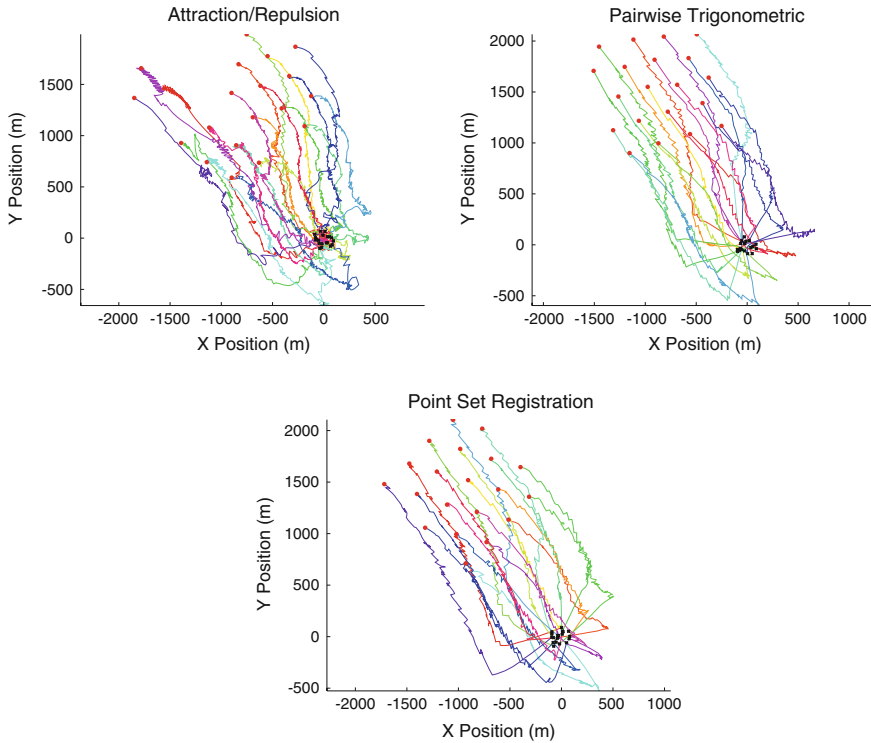 Attraction/Repulsion
Y Position (m)
1500
1000
500
0
-500
-2000 -1500 -1000 -500 0 500
X Position (m)
Pairwise Trigonometric
Y Position (m)
2000
1500
1000
500
0
-500
-2000 -1500 -1000 -500 0 500 1000
X Position (m)
Point Set Registration
Y Position (m)
2000
1500
1000
500
0
-500
-2000 -1500 -1000 -500 0 500 1000
X Position (m)